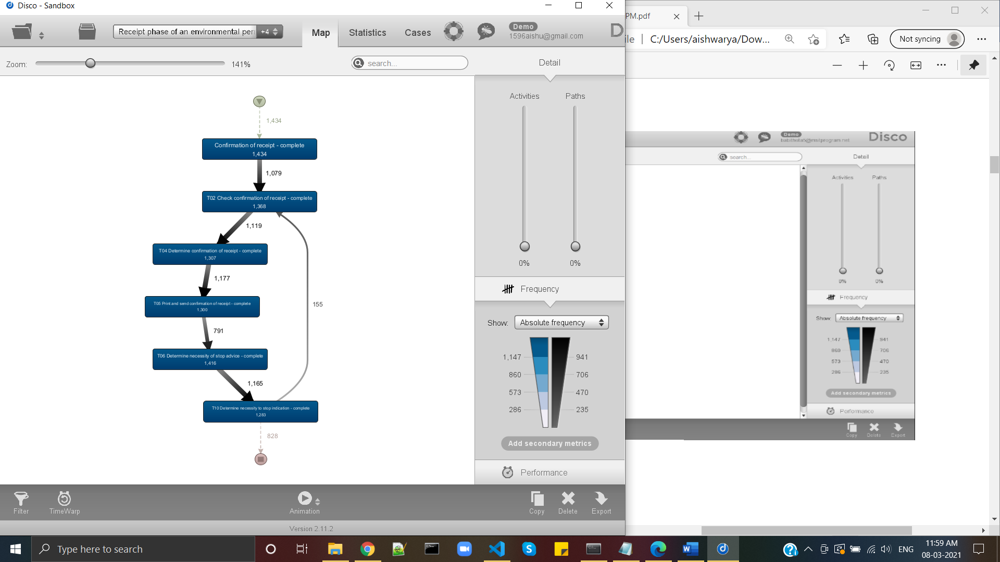 Disco - Sandbox
Receipt phase of an environmental peri
+4
Map
Statistics
Cases
Demo
1596aishu@gmail.com
D
Zoom:
141%
search...
Detail
1,434
Confirmation of receipt - complete
1,434
1,079
T02 Check confirmation of receipt - complete
1,368
1,119
T04 Determine confirmation of receipt - complete
1,307
1,177
T05 Print and send confirmation of receipt - complete
1,300
155
791
T06 Determine necessity of stop advice - complete
1,416
1,165
T10 Determine necessity to stop indication - complete
1,283
828
Activities
Paths
0%
0%
Frequency
Show:
Absolute frequency
1,147
941
860
706
573
470
286
235
Add secondary metrics
Performance
Filter
TimeWarp
Animation
Copy
Delete
Export
Version 2.11.2
PM.pdf
ile
C:/Users/aishwarya/Dow...
Not syncing
Demo
babithota5@msitprogram.net
Disco
search...
Detail
Activities
Paths
0%
0%
Frequency
Show:
Absolute frequency
1,147
941
860
706
573
470
286
235
Add secondary metrics
Performance
Copy
Delete
Export
Type here to search
ENG
11:59 AM
08-03-2021